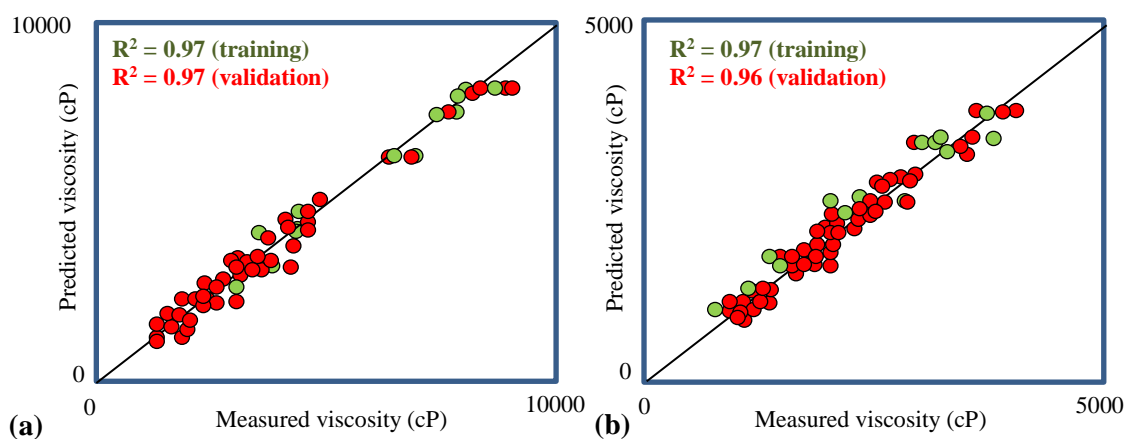 10000
R² = 0.97 (training)
R² = 0.97 (validation)
Predicted viscosity (cP)
0
0
Measured viscosity (cP)
10000
(a)
5000
R² = 0.97 (training)
R² = 0.96 (validation)
Predicted viscosity (cP)
0
0
Measured viscosity (cP)
5000
(b)